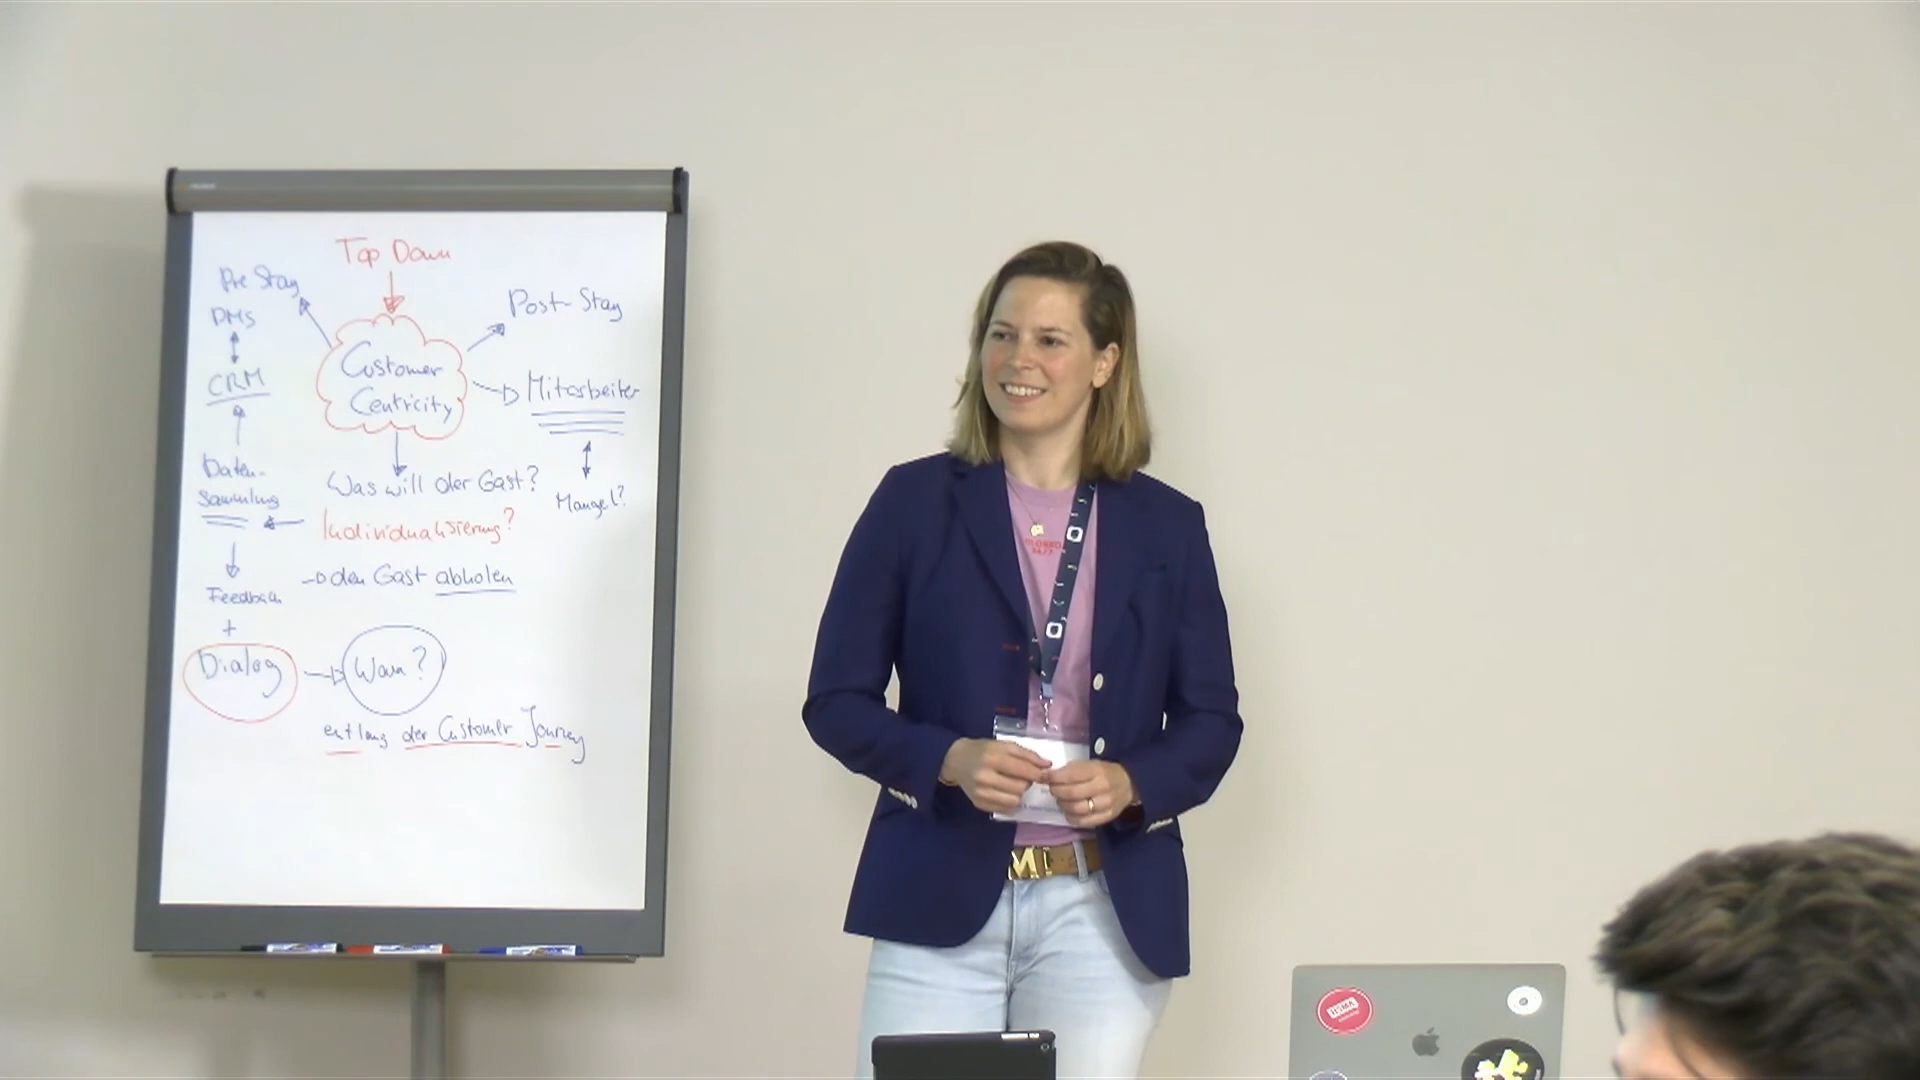 Top Down
Pre Stay
Post-Stay
PMS
Customer
Centricity
CRM
Mitarbeiter
Daten-
sammlung
Was will der Gast?
Mangel?
Individualisierung?
den Gast abholen
Feedback
+
Dialog
Wann?
entlang der Customer Journey
M